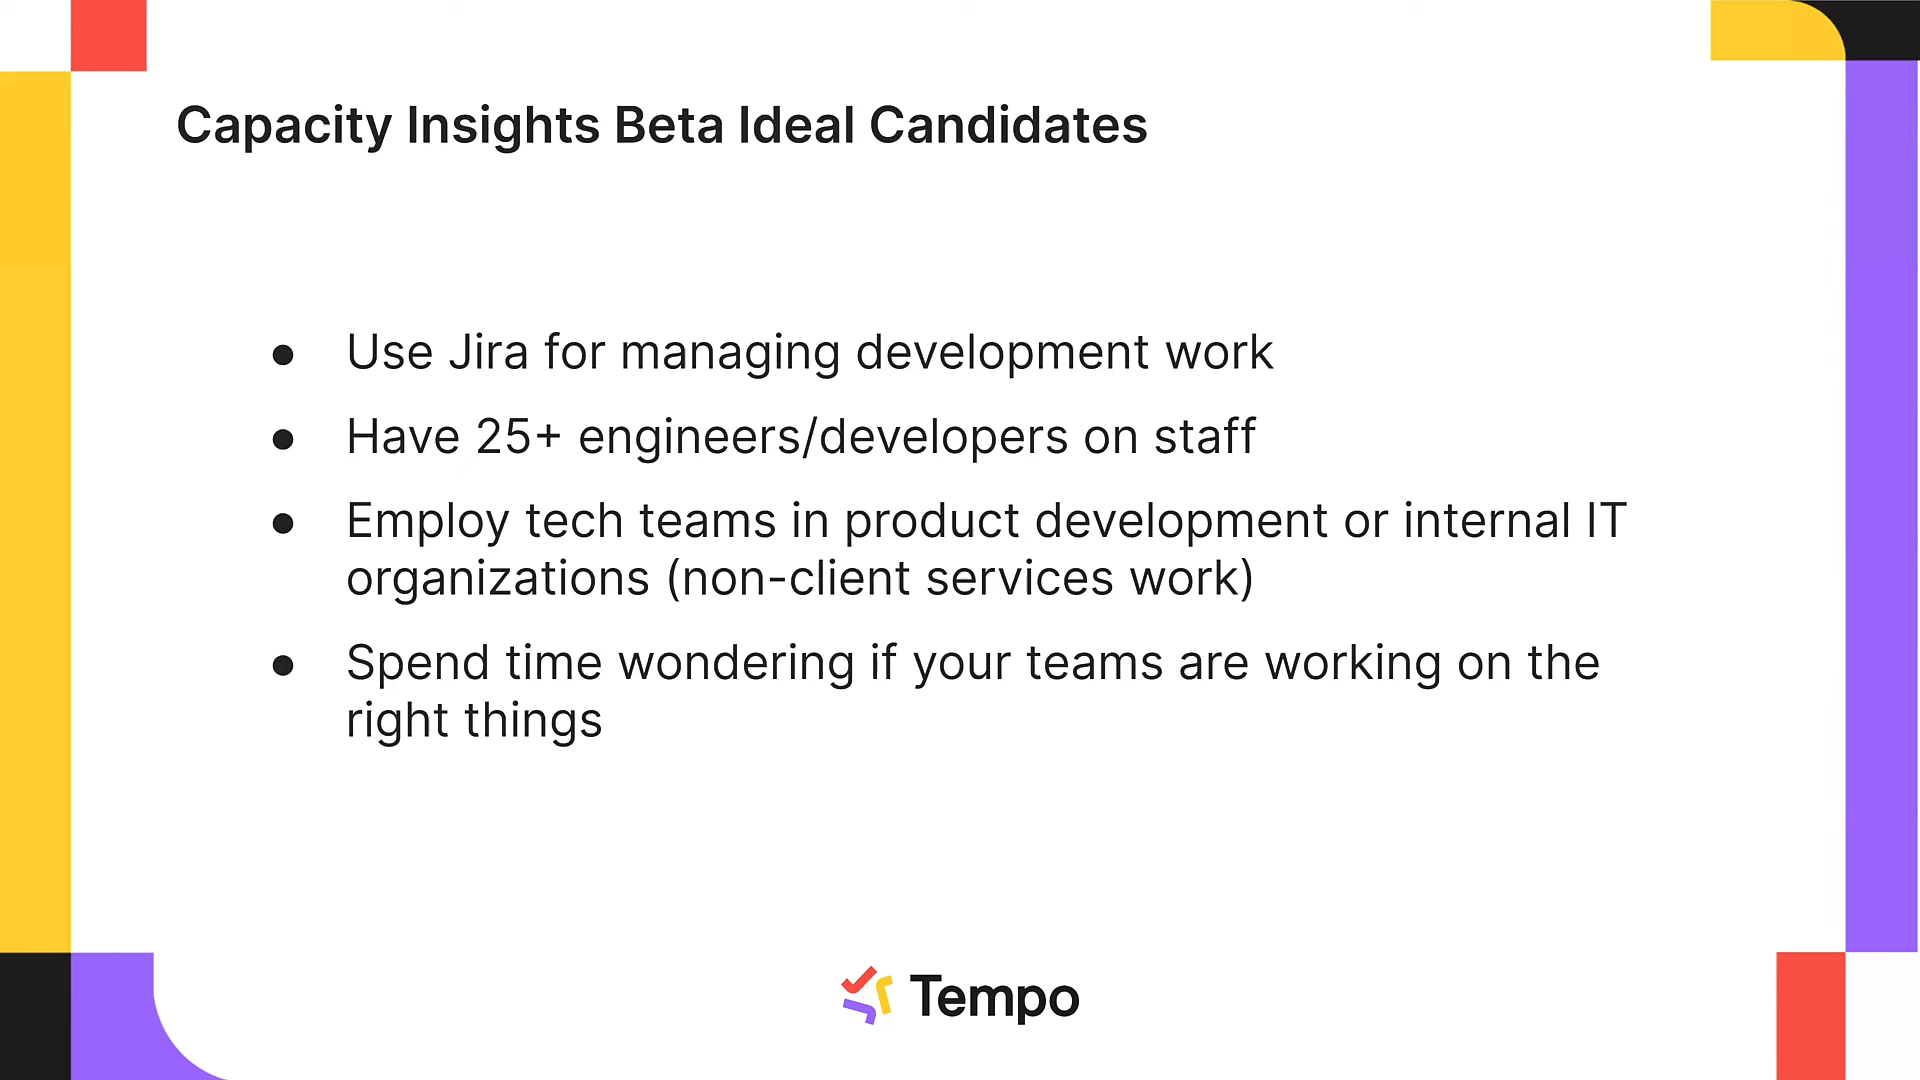 Capacity Insights Beta Ideal Candidates
● Use Jira for managing development work
● Have 25+ engineers/developers on staff
● Employ tech teams in product development or internal IT
organizations (non-client services work)
● Spend time wondering if your teams are working on the
right things
Tempo